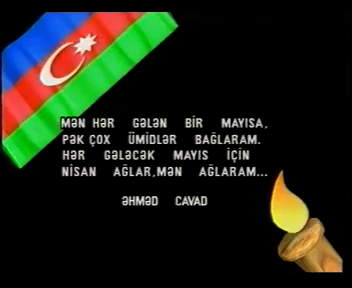 MƏN HƏR GƏLƏN BİR MAYISA,
PƏK ÇOX ÜMİDLƏR BAĞLARAM.
HƏR GƏLƏCƏK MAYIS İÇİN
NİSAN AĞLAR,MƏN AĞLARAM...
ƏHMƏD CAVAD